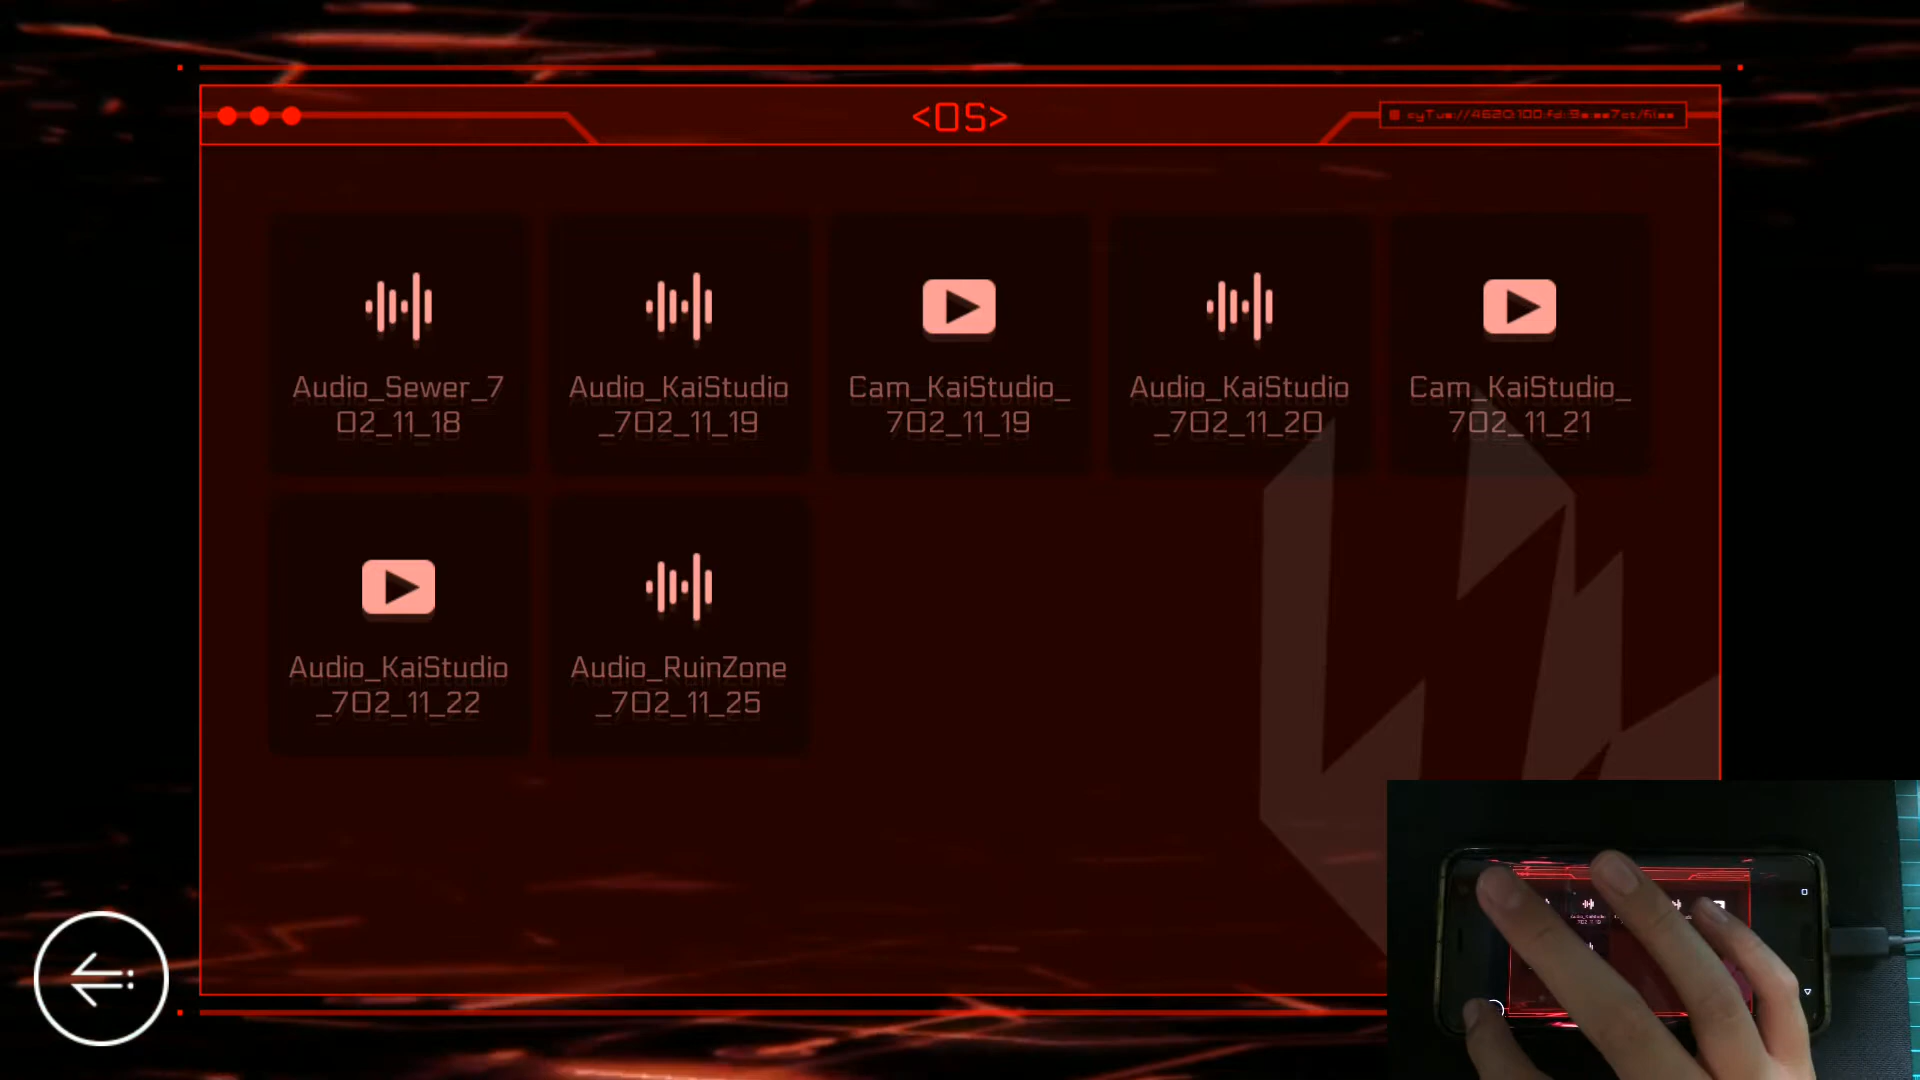 <OS>
Audio_Sewer_7
02_11_18
Audio_KaiStudio
_702_11_19
Cam_KaiStudio_
702_11_19
Audio_KaiStudio
_702_11_20
Cam_KaiStudio_
702_11_21
Audio_KaiStudio
_702_11_22
Audio_RuinZone
_702_11_25